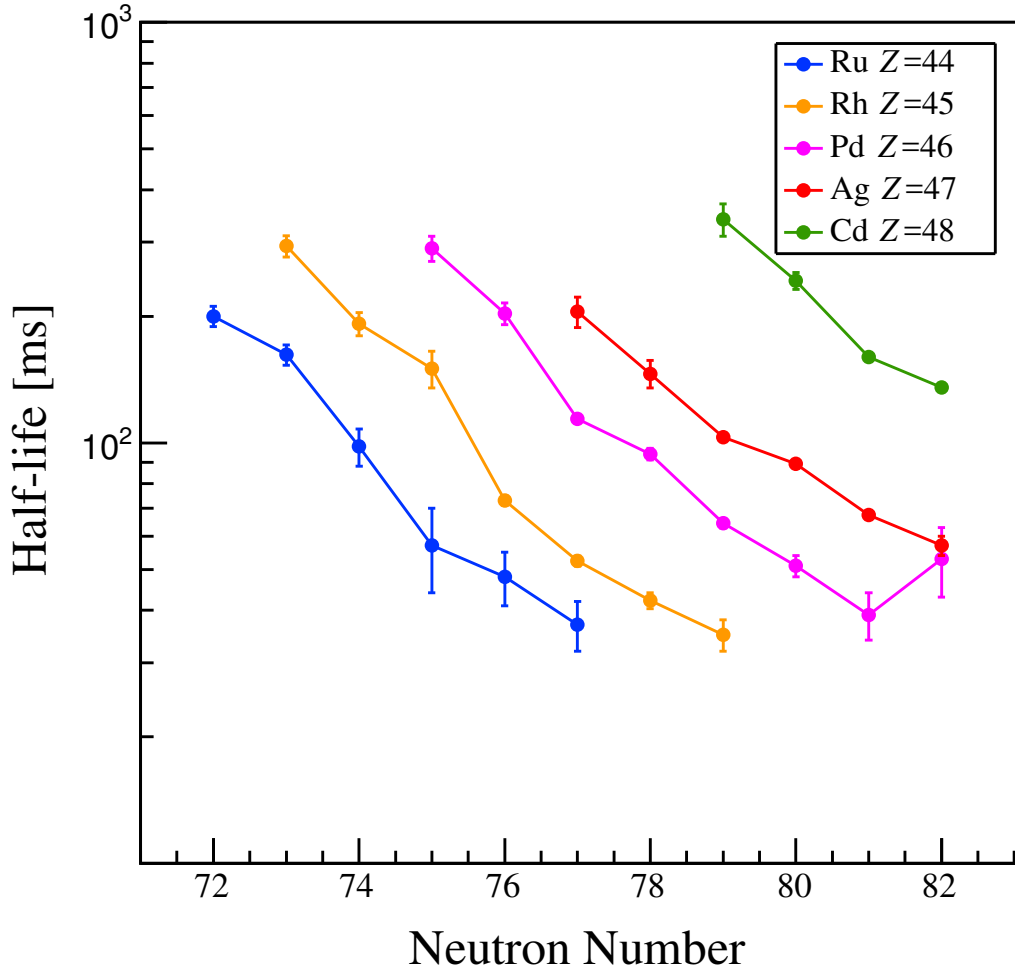 10³
Ru Z=44
Rh Z=45
Pd Z=46
Ag Z=47
Cd Z=48
Half-life [ms]
10²
72 74 76 78 80 82
Neutron Number